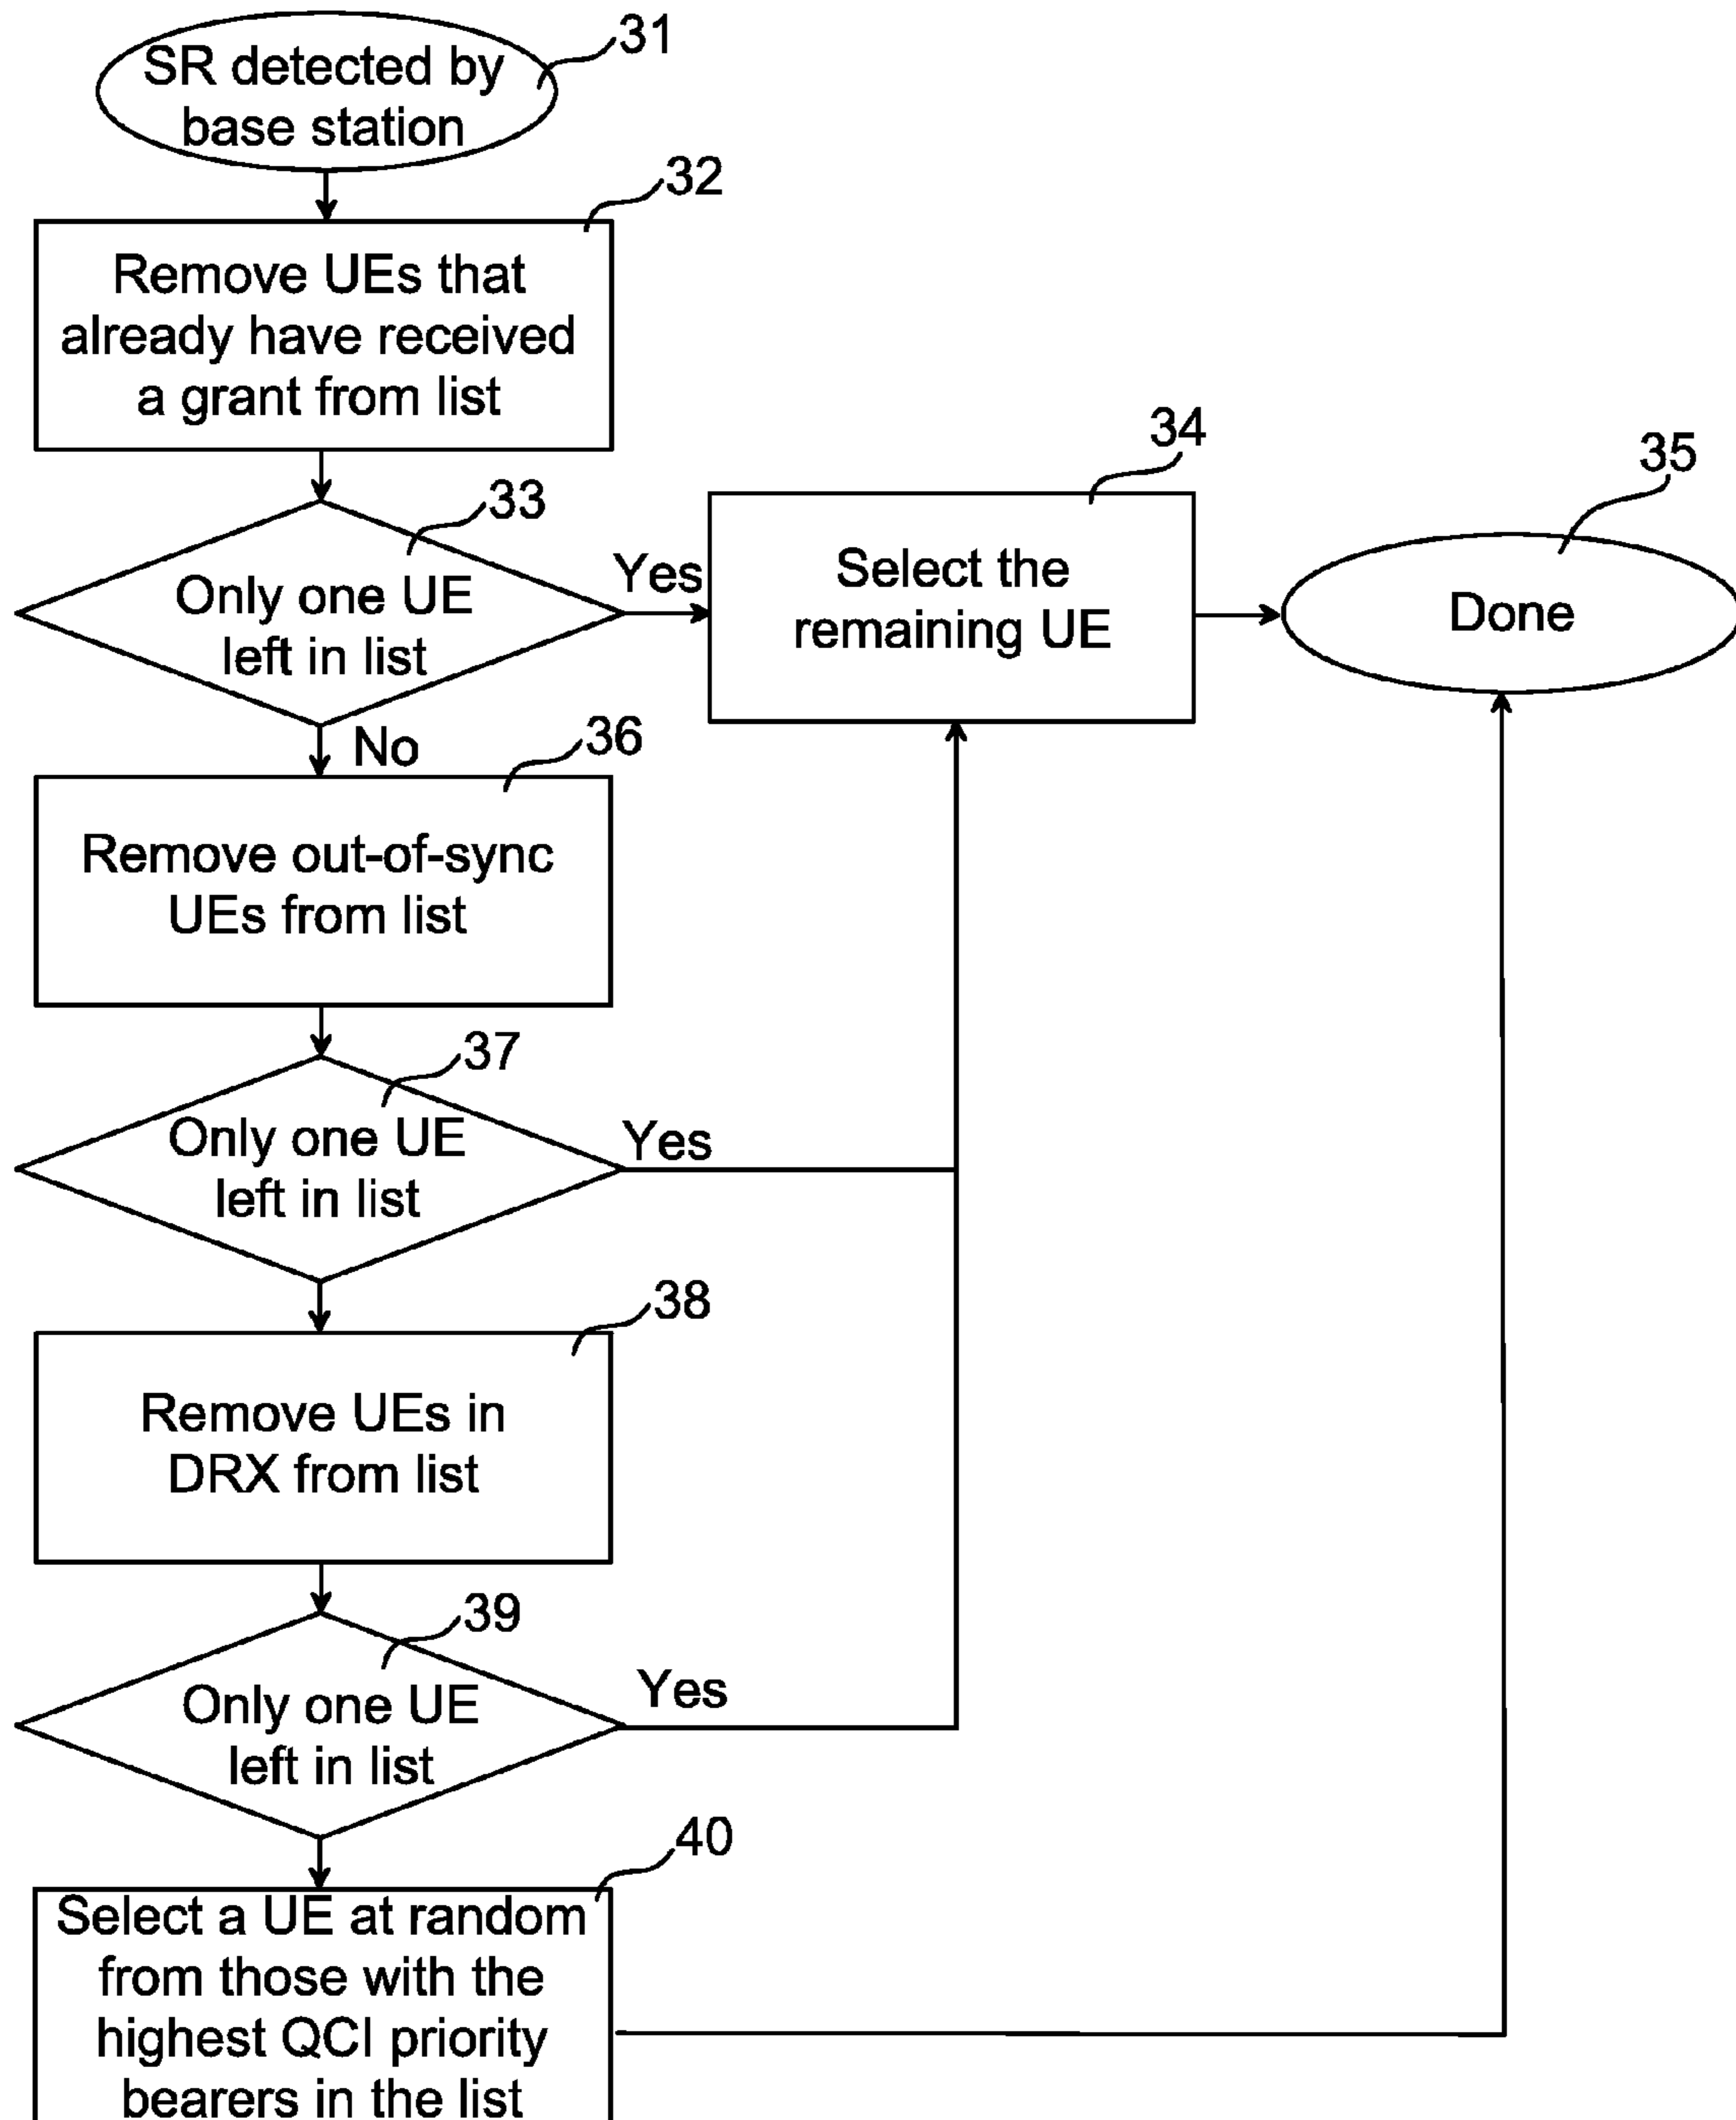 SR detected by
base station
31
32
Remove UEs that
already have received
a grant from list
33
Only one UE
left in list
Yes
34
Select the
remaining UE
35
Done
No
36
Remove out-of-sync
UEs from list
37
Only one UE
left in list
Yes
38
Remove UEs in
DRX from list
39
Only one UE
left in list
Yes
40
Select a UE at random
from those with the
highest QCI priority
bearers in the list